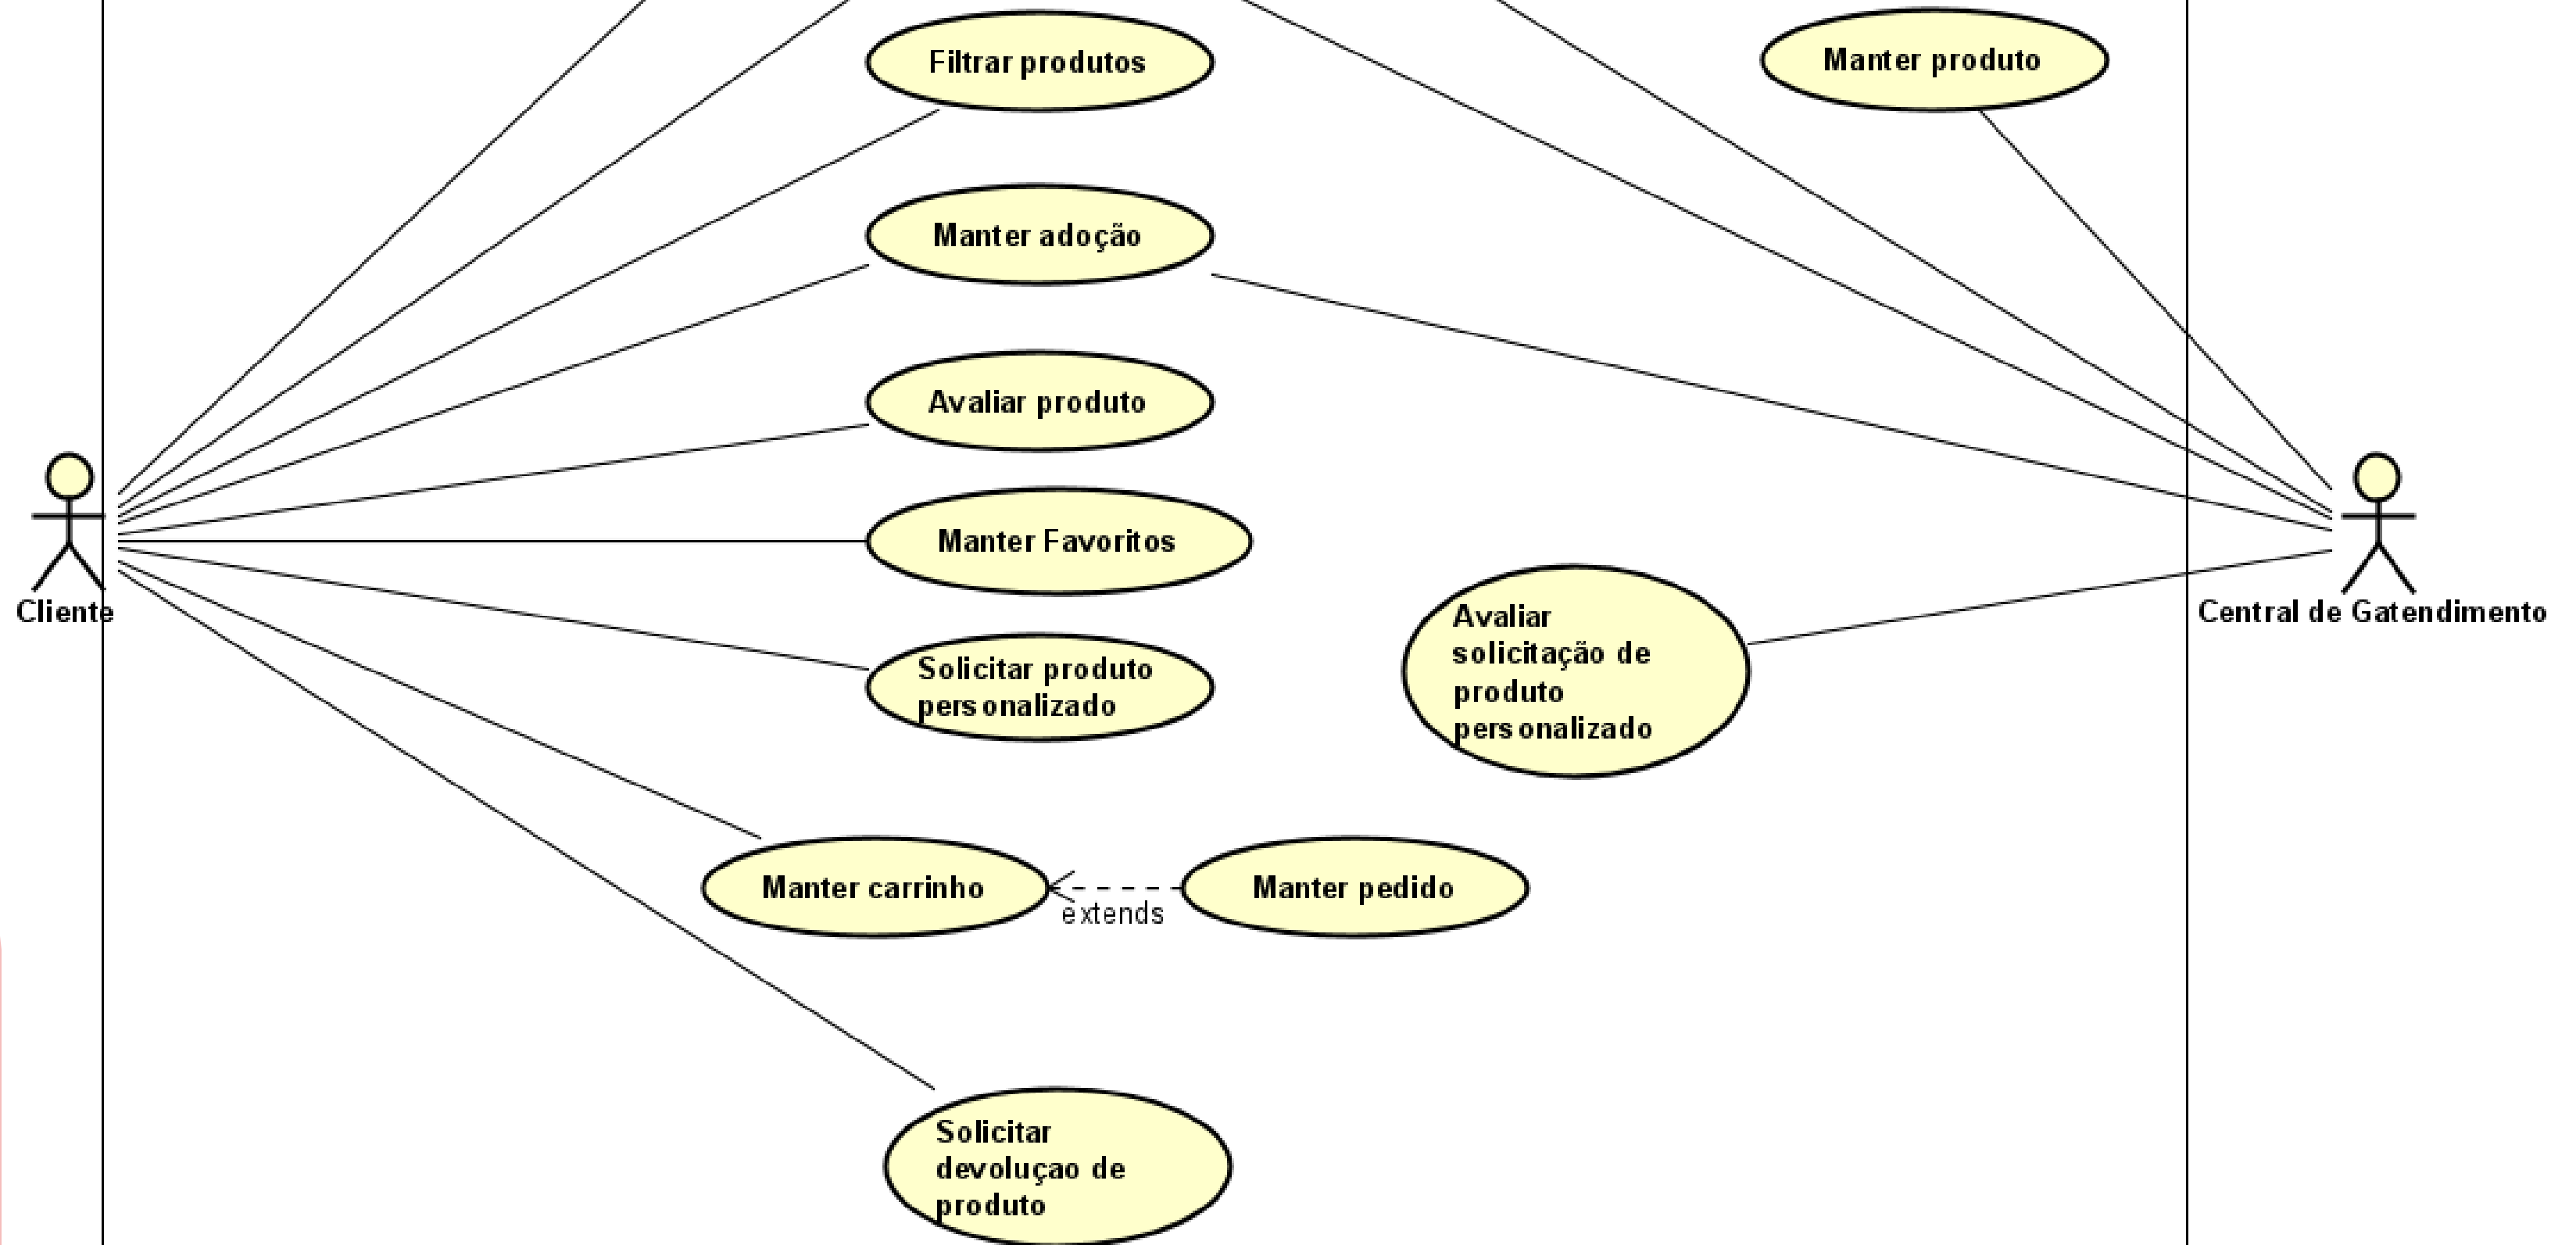 Filtrar produtos
Manter produto
Manter adoção
Avaliar produto
Manter Favoritos
Cliente
Central de Gatendimento
Avaliar
solicitação de
produto
personalizado
Solicitar produto
personalizado
Manter carrinho
extends
Manter pedido
Solicitar
devoluçao de
produto